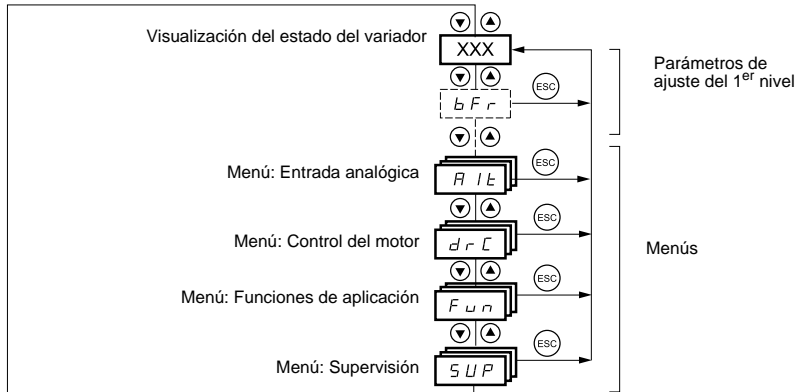 Visualización del estado del variador
XXX
Parámetros de
ajuste del 1er nivel
bFr
ESC
Menú: Entrada analógica
AIt
ESC
Menú: Control del motor
drC
ESC
Menús
Menú: Funciones de aplicación
Fun
ESC
Menú: Supervisión
SUP
ESC